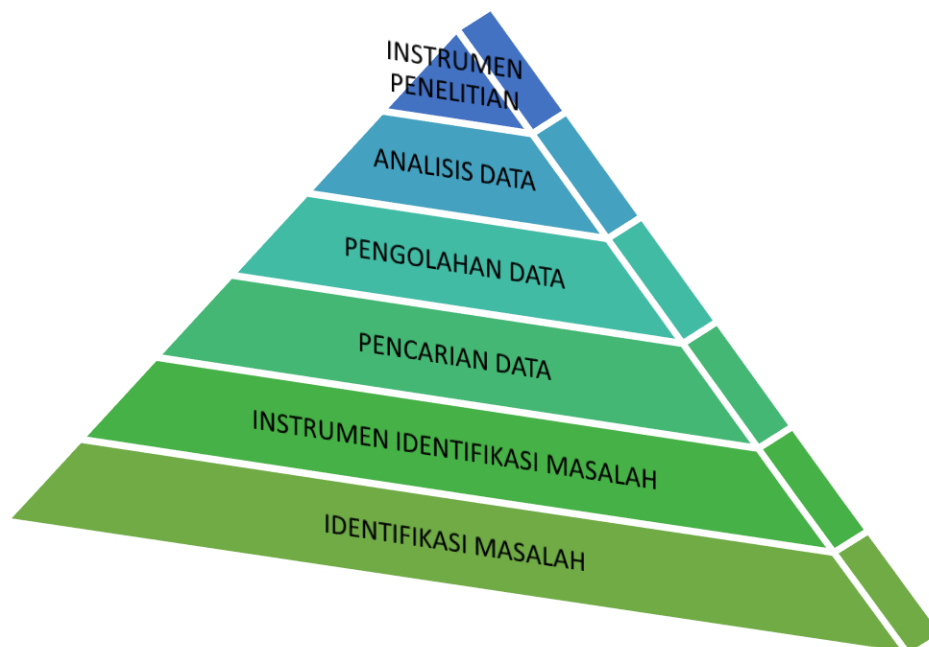 INSTRUMEN
PENELITIAN
ANALISIS DATA
PENGOLAHAN DATA
PENCARIAN DATA
INSTRUMEN IDENTIFIKASI MASALAH
IDENTIFIKASI MASALAH